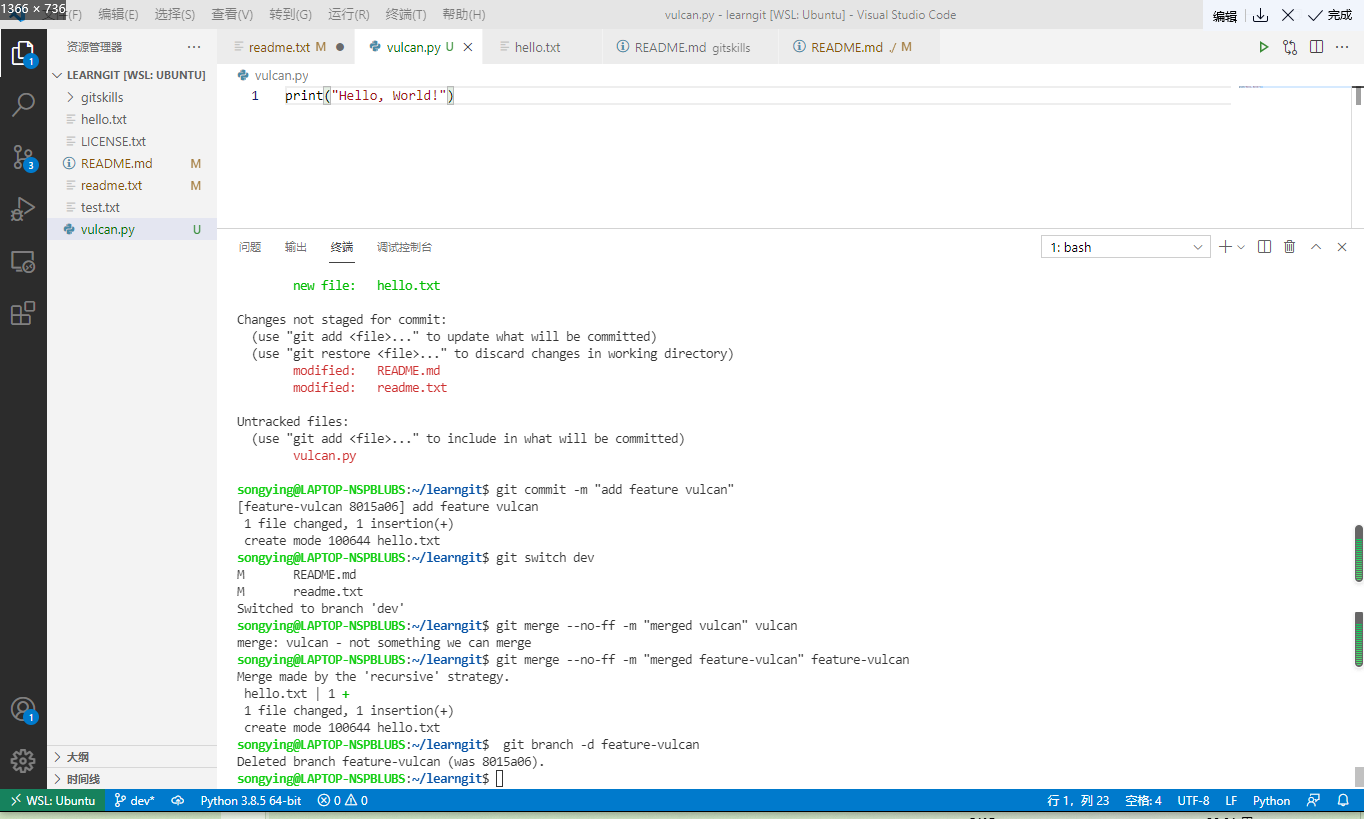 1366 × 736
(F) 编辑(E) 选择(S) 查看(V) 转到(G) 运行(R) 终端(T) 帮助(H) vulcan.py - learngit [WSL: Ubuntu] - Visual Studio Code
编辑 完成
资源管理器 ···
readme.txt M ● vulcan.py U × hello.txt README.md gitskills README.md ./ M
LEARNGIT [WSL: UBUNTU]
gitskills
hello.txt
LICENSE.txt
README.md M
readme.txt M
test.txt
vulcan.py U
大纲
时间线
1
3
1
vulcan.py
1 print("Hello, World!")
问题 输出 终端 调试控制台 1: bash
new file: hello.txt
Changes not staged for commit:
(use "git add <file>..." to update what will be committed)
(use "git restore <file>..." to discard changes in working directory)
modified: README.md
modified: readme.txt
Untracked files:
(use "git add <file>..." to include in what will be committed)
vulcan.py
songying@LAPTOP-NSPBLUBS:~/learngit$ git commit -m "add feature vulcan"
[feature-vulcan 8015a06] add feature vulcan
1 file changed, 1 insertion(+)
create mode 100644 hello.txt
songying@LAPTOP-NSPBLUBS:~/learngit$ git switch dev
M README.md
M readme.txt
Switched to branch 'dev'
songying@LAPTOP-NSPBLUBS:~/learngit$ git merge --no-ff -m "merged vulcan" vulcan
merge: vulcan - not something we can merge
songying@LAPTOP-NSPBLUBS:~/learngit$ git merge --no-ff -m "merged feature-vulcan" feature-vulcan
Merge made by the 'recursive' strategy.
hello.txt | 1 +
1 file changed, 1 insertion(+)
create mode 100644 hello.txt
songying@LAPTOP-NSPBLUBS:~/learngit$  git branch -d feature-vulcan
Deleted branch feature-vulcan (was 8015a06).
songying@LAPTOP-NSPBLUBS:~/learngit$
WSL: Ubuntu dev* Python 3.8.5 64-bit 0 0 行 1，列 23 空格: 4 UTF-8 LF Python